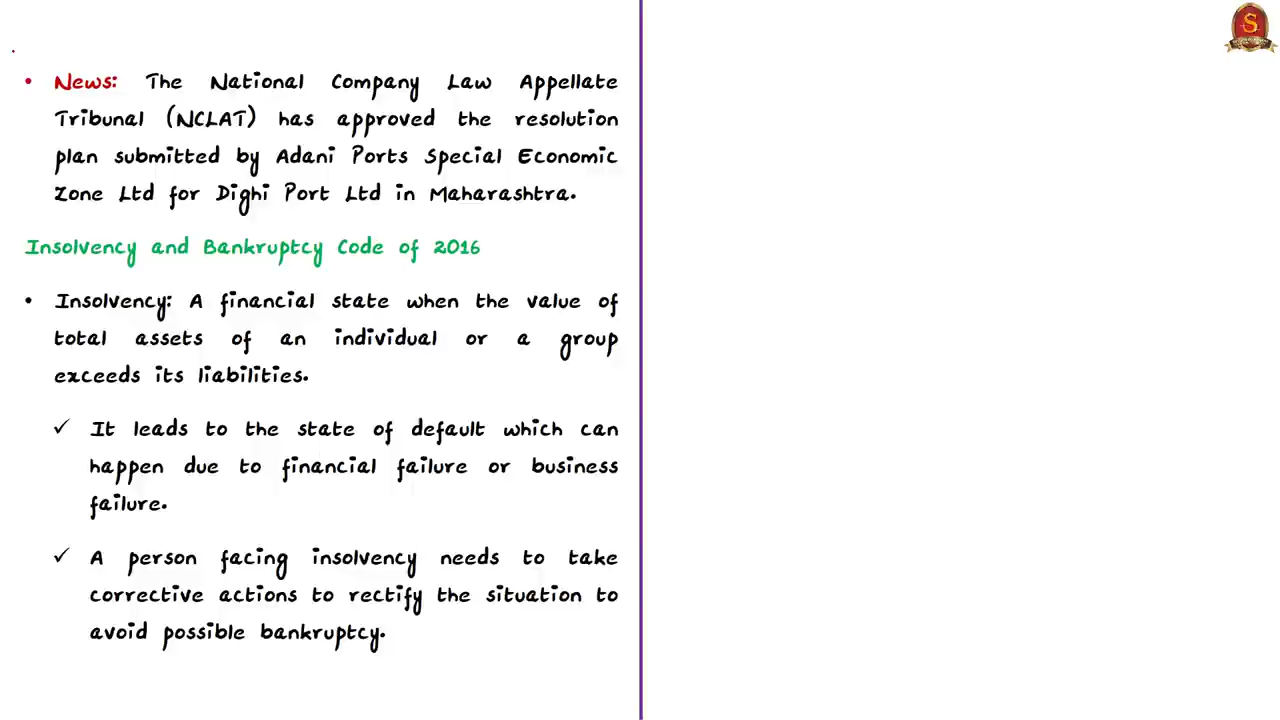 • News: The National Company Law Appellate
Tribunal (NCLAT) has approved the resolution
plan submitted by Adani Ports Special Economic
Zone Ltd for Dighi Port Ltd in Maharashtra.
Insolvency and Bankruptcy Code of 2016
• Insolvency: A financial state when the value of
total assets of an individual or a group
exceeds its liabilities.
✓ It leads to the state of default which can
happen due to financial failure or business
failure.
✓ A person facing insolvency needs to take
corrective actions to rectify the situation to
avoid possible bankruptcy.
S